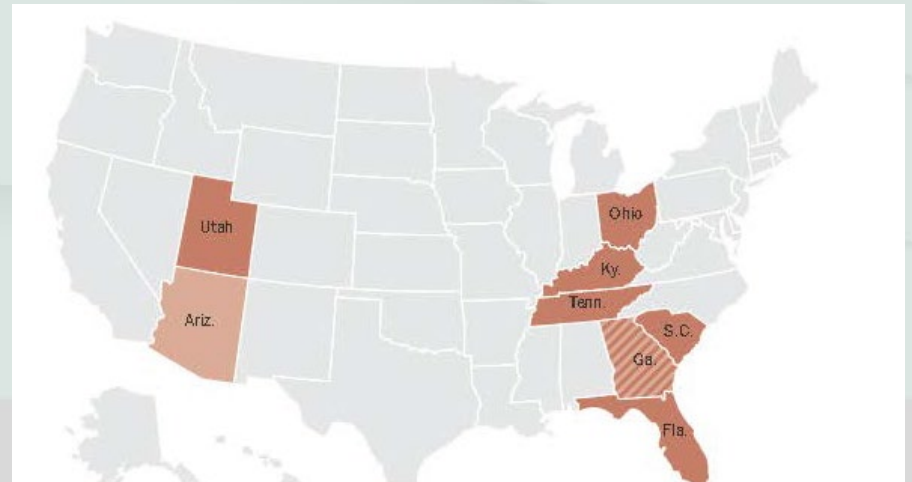 Utah
Ohio
Ky.
Tenn.
Ariz.
S.C.
Ga.
Fla.